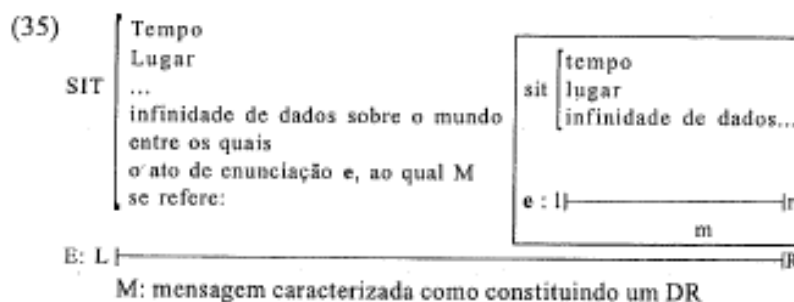 (35)
Tempo
Lugar
SIT
...
infinidade de dados sobre o mundo
entre os quais
o ato de enunciação e, ao qual M
se refere:
tempo
sit lugar
infinidade de dados...
e : l r
m
E: L R
M: mensagem caracterizada como constituindo um DR